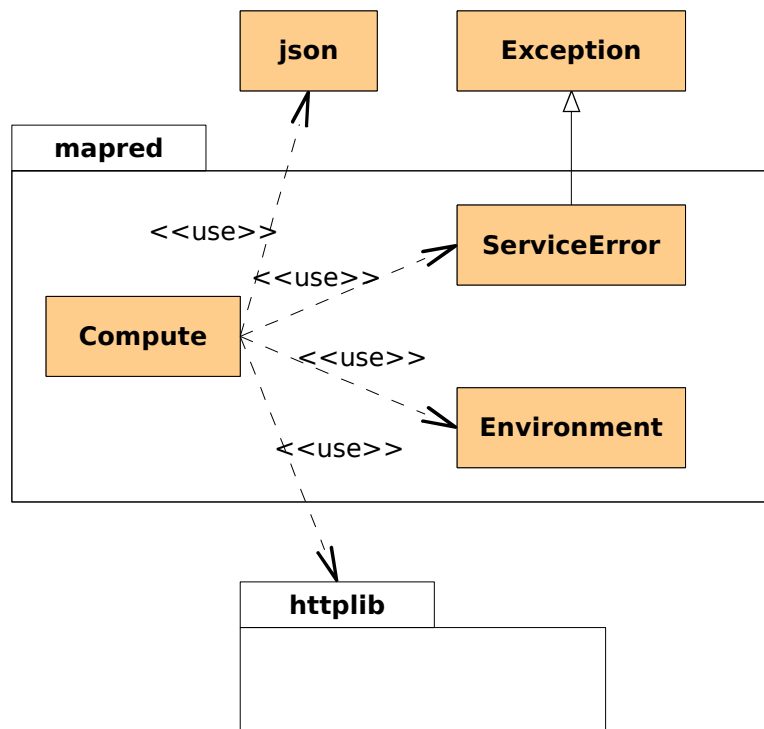 json
Exception
mapred
<<use>>
ServiceError
<<use>>
Compute
<<use>>
Environment
<<use>>
httplib